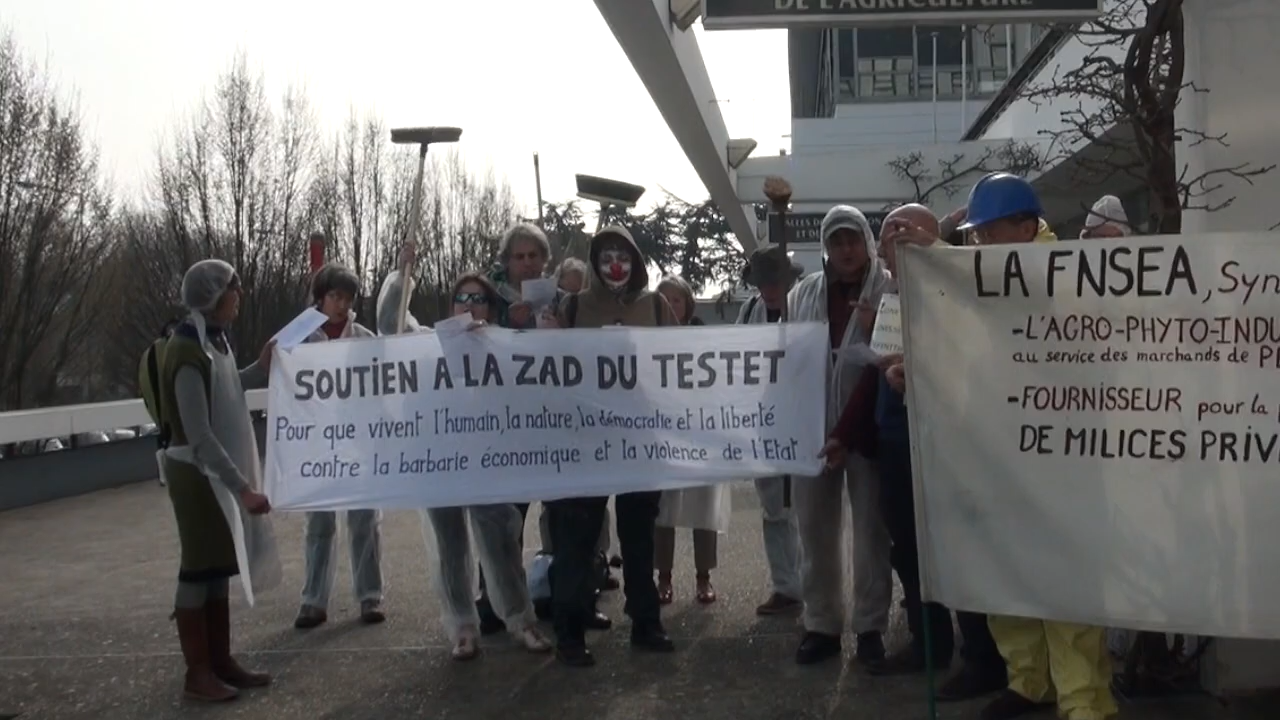 DE L'AGRICULTURE
SOUTIEN A LA ZAD DU TESTET
Pour que vivent l'humain, la nature, la démocratie et la liberté
contre la barbarie économique et la violence de l'Etat
LA FNSEA, Syn
-L'AGRO-PHYTO-INDU
au service des marchands de
-FOURNISSEUR pour la
DE MILICES PRIV